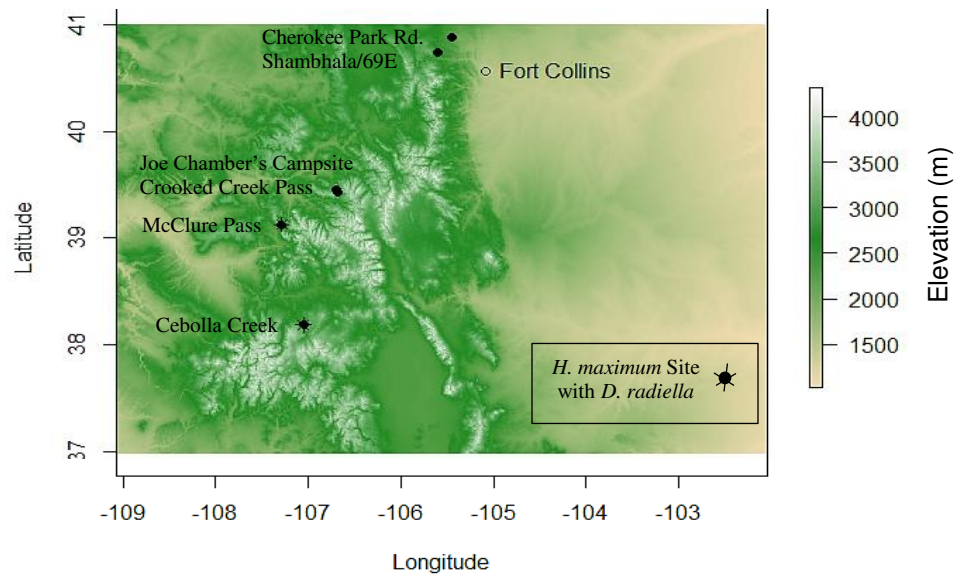 41
40
39
38
37
Latitude
Cherokee Park Rd.
Shambhala/69E
Fort Collins
Joe Chamber's Campsite
Crooked Creek Pass
McClure Pass
Cebolla Creek
H. maximum Site
with D. radiella
-109
-108
-107
-106
-105
-104
-103
Longitude
4000
3500
3000
2500
2000
1500
Elevation (m)